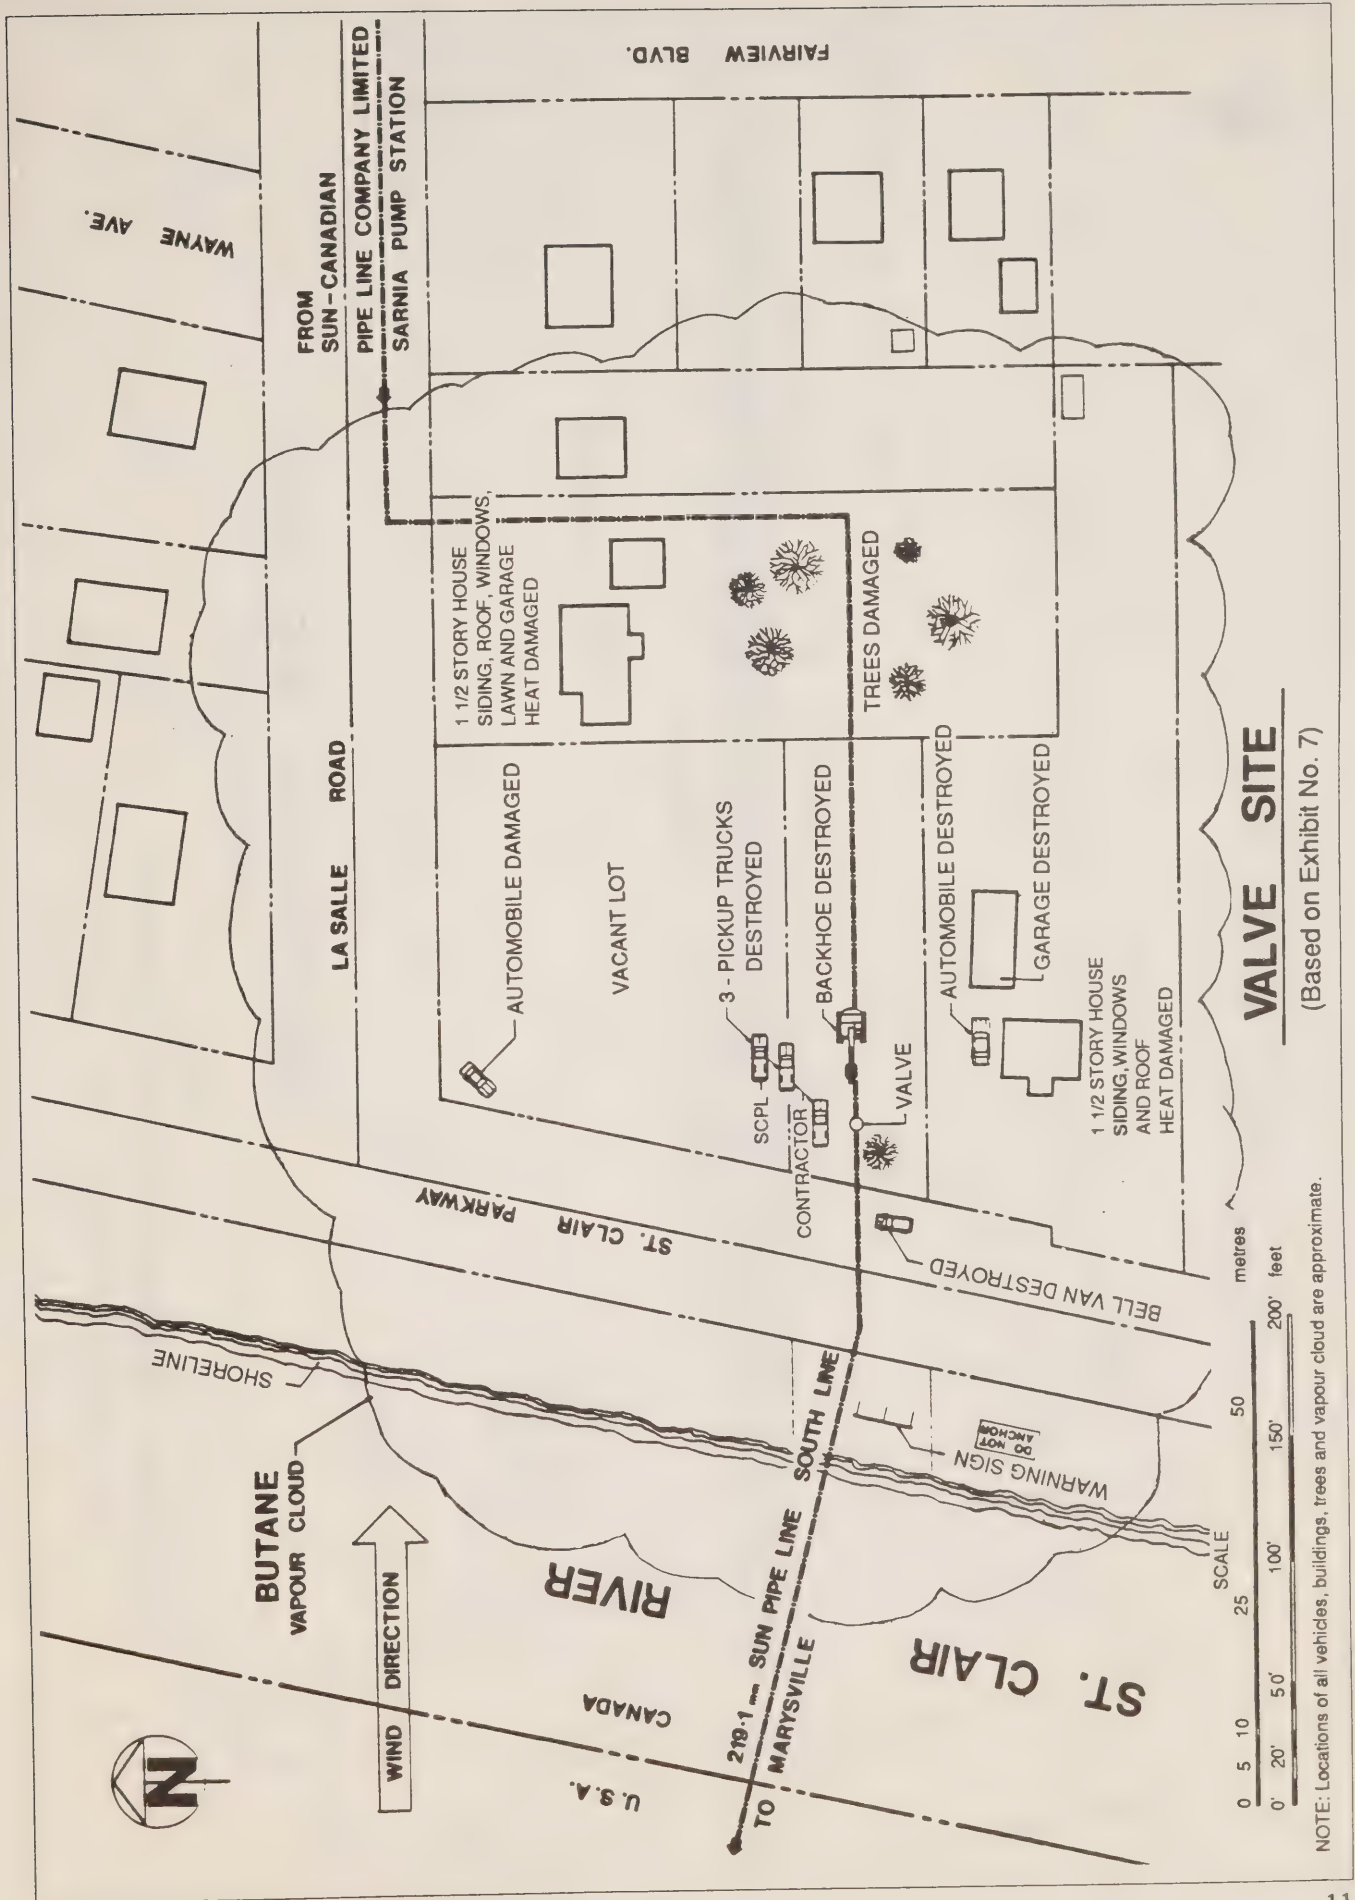 WAYNE AVE.
FAIRVIEW BLVD.
FROM
SUN-CANADIAN
PIPE LINE COMPANY LIMITED
SARNIA PUMP STATION
LA SALLE ROAD
1 1/2 STORY HOUSE
SIDING, ROOF, WINDOWS,
LAWN AND GARAGE
HEAT DAMAGED
TREES DAMAGED
AUTOMOBILE DAMAGED
VACANT LOT
3 - PICKUP TRUCKS
DESTROYED
BACKHOE DESTROYED
AUTOMOBILE DESTROYED
GARAGE DESTROYED
SCPL
CONTRACTOR
VALVE
1 1/2 STORY HOUSE
SIDING, WINDOWS
AND ROOF
HEAT DAMAGED
ST. CLAIR PARKWAY
BELL VAN DESTROYED
SHORELINE
BUTANE
VAPOUR CLOUD
WIND DIRECTION
N
WARNING SIGN
DO NOT
ANCHOR
219.1 mm SUN PIPE LINE SOUTH LINE
TO MARYSVILLE
ST. CLAIR RIVER
CANADA
U.S.A.
VALVE SITE
(Based on Exhibit No. 7)
SCALE
0 5 10 25 50 metres
0' 20' 50' 100' 150' 200' feet
NOTE: Locations of all vehicles, buildings, trees and vapour cloud are approximate.
11